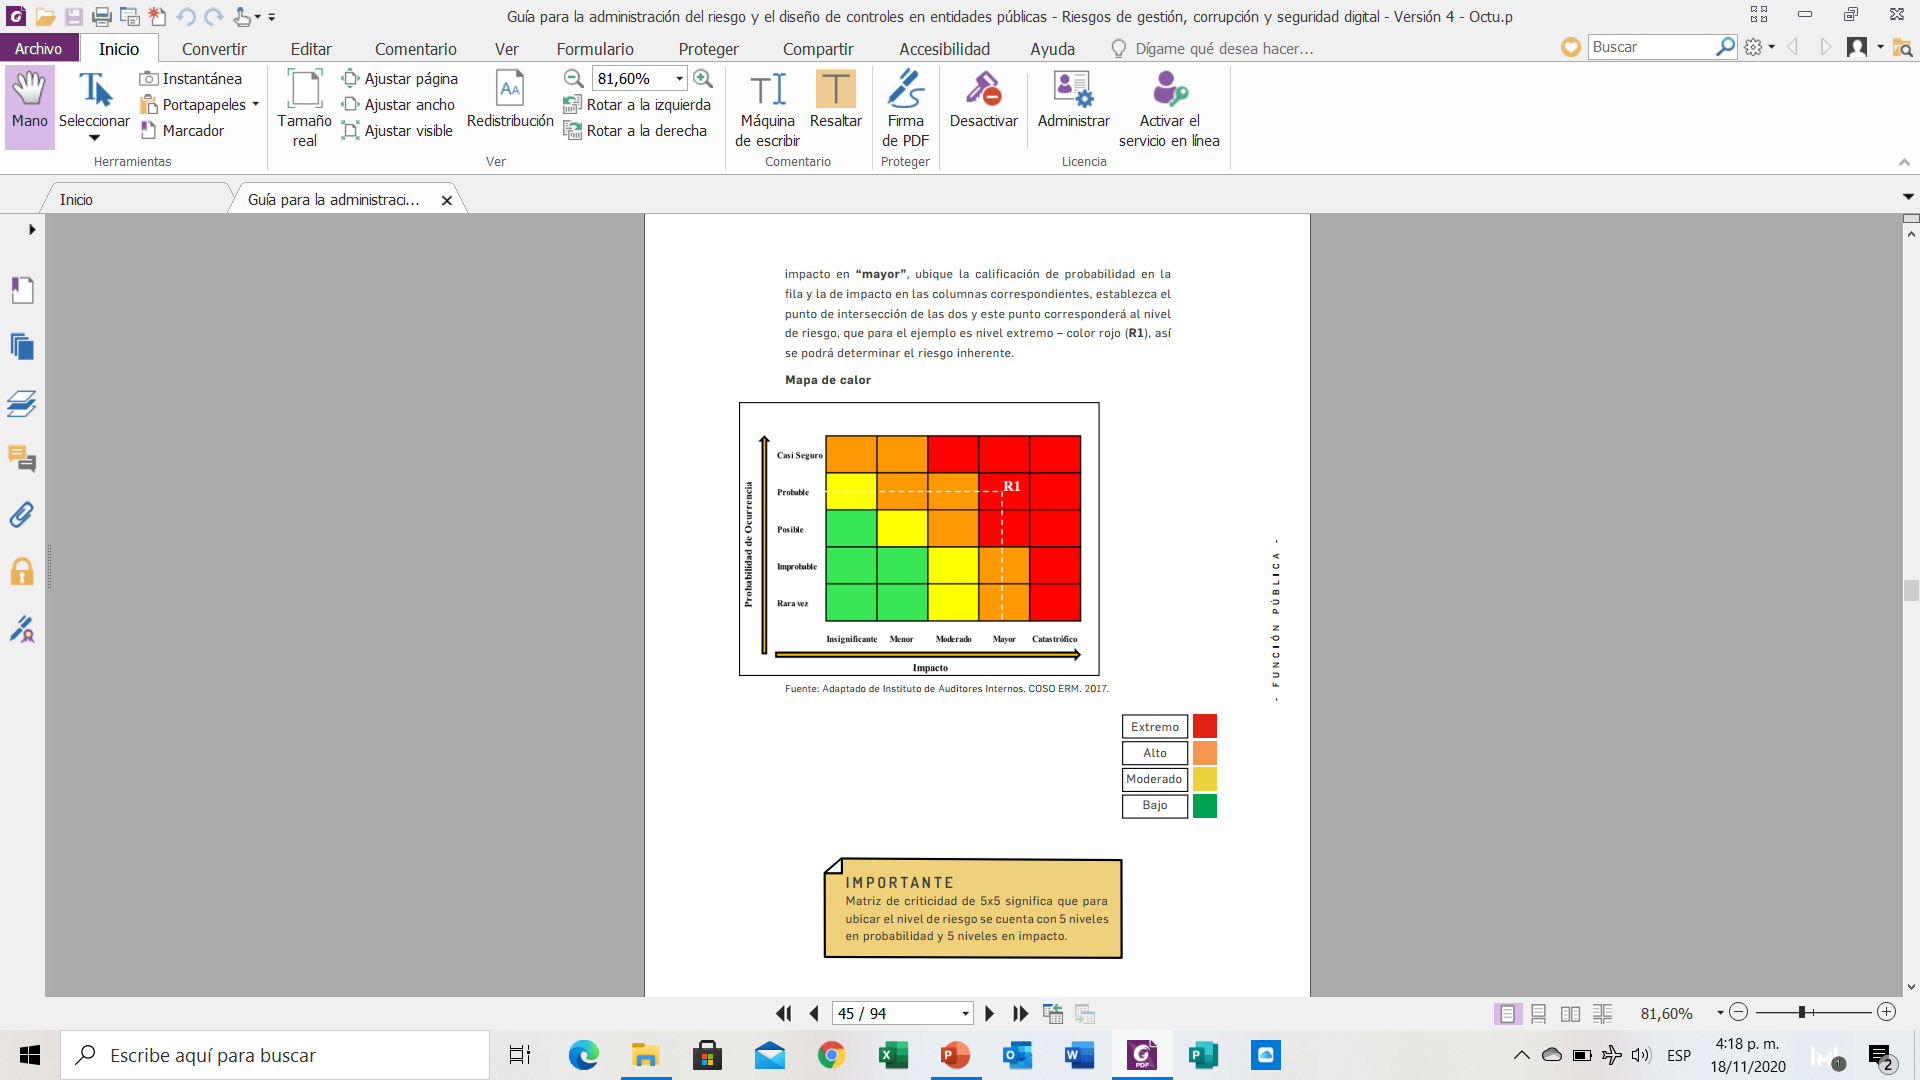 Guía para la administración del riesgo y el diseño de controles en entidades públicas - Riesgos de gestión, corrupción y seguridad digital - Versión 4 - Octu.p
Archivo
Inicio
Convertir
Editar
Comentario
Ver
Formulario
Proteger
Compartir
Accesibilidad
Ayuda
Dígame qué desea hacer...
Buscar
Mano
Seleccionar
Instantánea
Portapapeles
Marcador
Herramientas
Tamaño
real
Ajustar página
Ajustar ancho
Ajustar visible
Redistribución
81,60%
Rotar a la izquierda
Rotar a la derecha
Ver
Máquina
de escribir
Resaltar
Comentario
Firma
de PDF
Proteger
Desactivar
Administrar
Activar el
servicio en línea
Licencia
Inicio
Guía para la administraci...
impacto en “mayor”, ubique la calificación de probabilidad en la
fila y la de impacto en las columnas correspondientes, establezca el
punto de intersección de las dos y este punto corresponderá al nivel
de riesgo, que para el ejemplo es nivel extremo – color rojo (R1), así
se podrá determinar el riesgo inherente.
Mapa de calor
Probabilidad de Ocurrencia
Casi Seguro
Probable
R1
Posible
Improbable
Rara vez
Insignificante Menor Moderado Mayor Catastrófico
Impacto
Fuente: Adaptado de Instituto de Auditores Internos. COSO ERM. 2017.
- FUNCIÓN PÚBLICA -
Extremo
Alto
Moderado
Bajo
IMPORTANTE
Matriz de criticidad de 5x5 significa que para
ubicar el nivel de riesgo se cuenta con 5 niveles
en probabilidad y 5 niveles en impacto.
45 / 94
81,60%
Escribe aquí para buscar
PDF
ESP
4:18 p. m.
18/11/2020
1
2